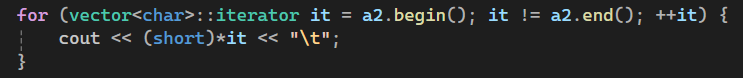 for (vector<char>::iterator it = a2.begin(); it != a2.end(); ++it) {
    cout << (short)*it << "\t";
}